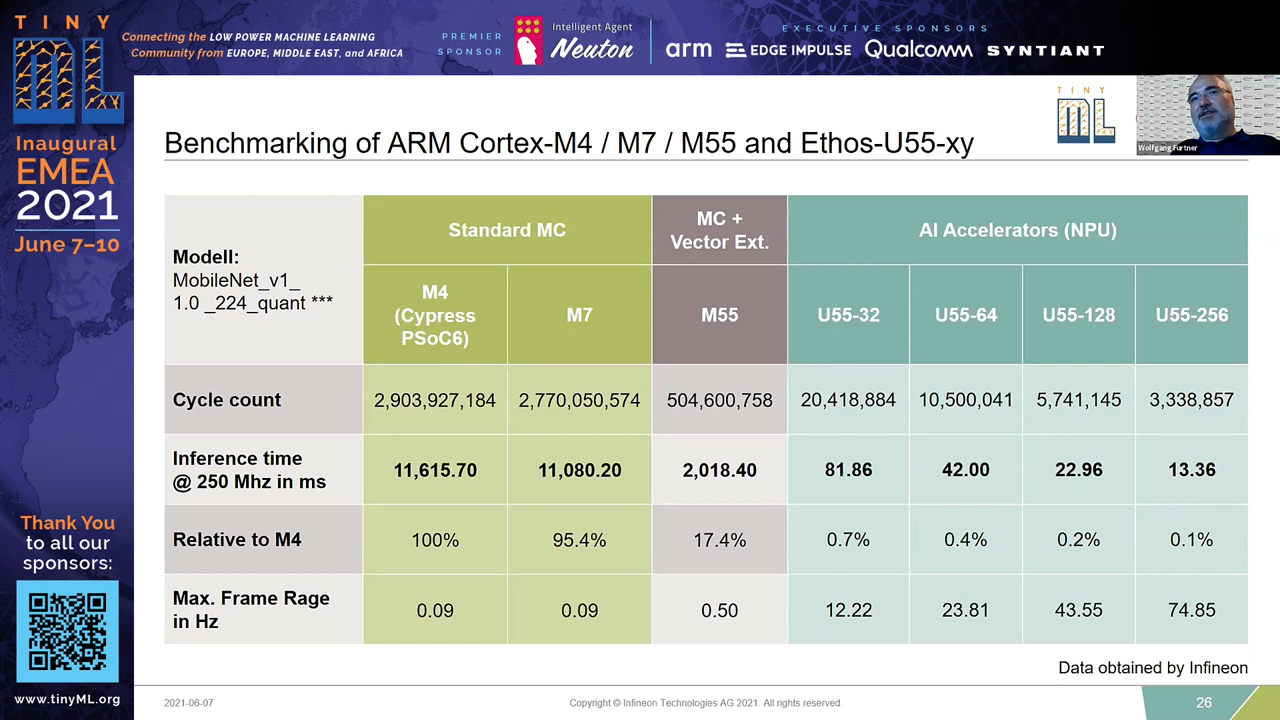 TINY
ML
Connecting the LOW POWER MACHINE LEARNING
Community from EUROPE, MIDDLE EAST, and AFRICA
PREMIER
SPONSOR
Intelligent Agent
Neuton
EXECUTIVE SPONSORS
arm
EDGE IMPULSE
Qualcomm
SYNTIANT
Inaugural
EMEA
2021
June 7–10
Thank You
to all our
sponsors:
www.tinyML.org
TINY
ML
Wolfgang Furtner
Benchmarking of ARM Cortex-M4 / M7 / M55 and Ethos-U55-xy
Modell:
MobileNet_v1_
1.0 _224_quant ***
Standard MC
MC +
Vector Ext.
AI Accelerators (NPU)
M4
(Cypress
PSoC6)
M7
M55
U55-32
U55-64
U55-128
U55-256
Cycle count
2,903,927,184
2,770,050,574
504,600,758
20,418,884
10,500,041
5,741,145
3,338,857
Inference time
@ 250 Mhz in ms
11,615.70
11,080.20
2,018.40
81.86
42.00
22.96
13.36
Relative to M4
100%
95.4%
17.4%
0.7%
0.4%
0.2%
0.1%
Max. Frame Rage
in Hz
0.09
0.09
0.50
12.22
23.81
43.55
74.85
Data obtained by Infineon
2021-06-07
Copyright © Infineon Technologies AG 2021. All rights reserved.
26